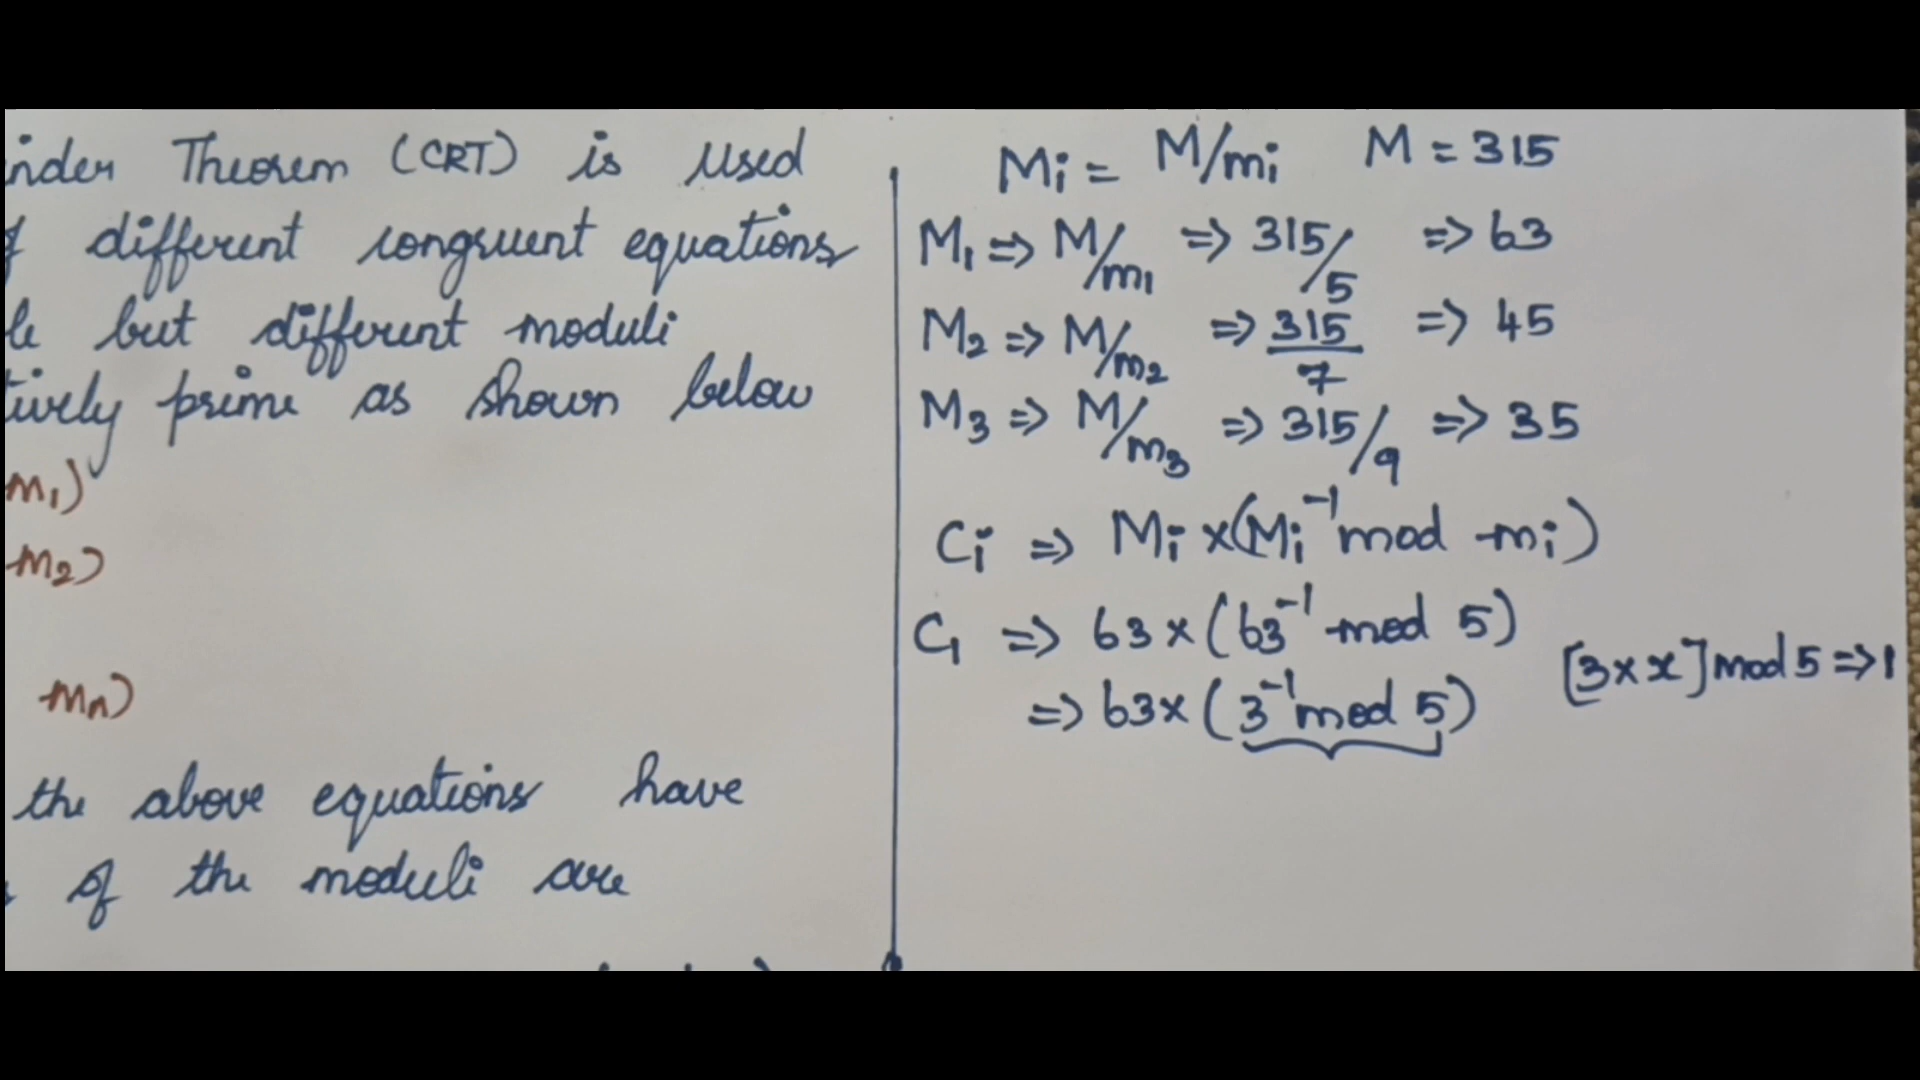 inder Theorem (CRT) is used
f different congruent equations
le but different moduli
tively prime as shown below
m₁)
m₂)
mₙ)
the above equations have
of the moduli are
Mᵢ = M/mᵢ M = 315
M₁ => M/m₁ => 315/5 => 63
M₂ => M/m₂ => 315/7 => 45
M₃ => M/m₃ => 315/9 => 35
Cᵢ => Mᵢ × (Mᵢ⁻¹ mod mᵢ)
C₁ => 63 × (63⁻¹ mod 5)
=> 63 × (3⁻¹ mod 5)
[3 × x] mod 5 => 1